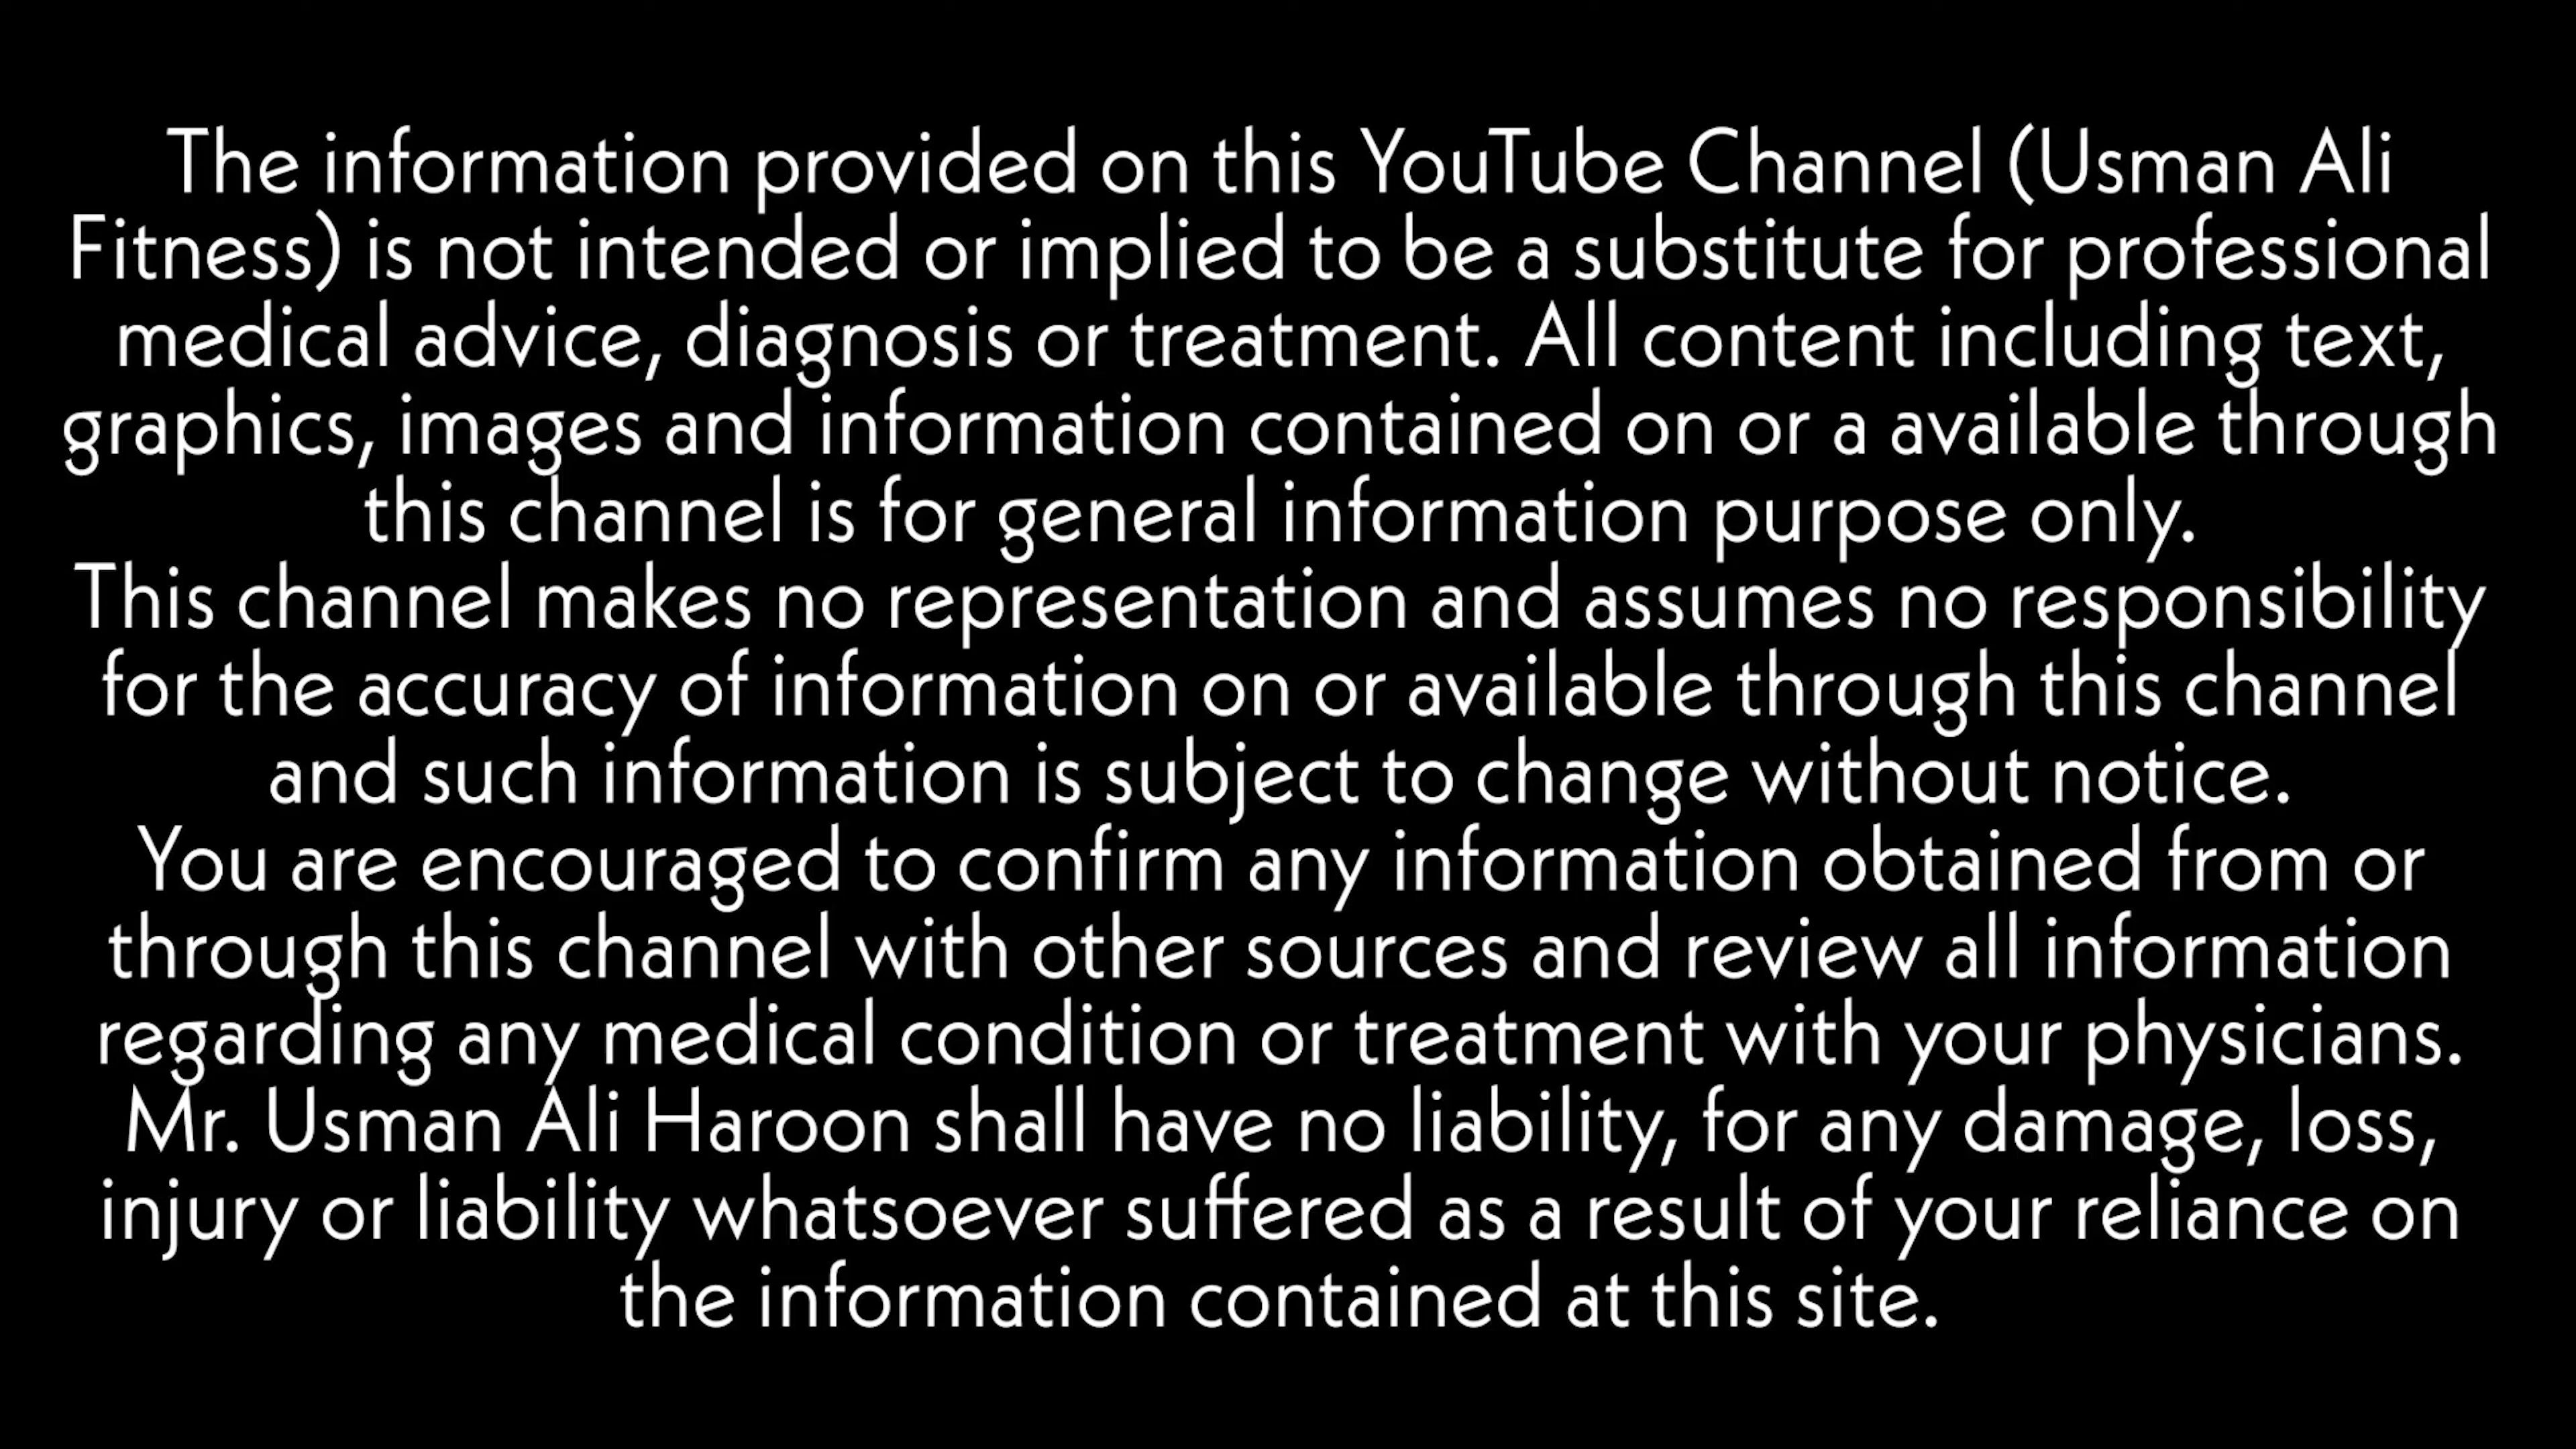 The information provided on this YouTube Channel (Usman Ali
Fitness) is not intended or implied to be a substitute for professional
medical advice, diagnosis or treatment. All content including text,
graphics, images and information contained on or a available through
this channel is for general information purpose only.
This channel makes no representation and assumes no responsibility
for the accuracy of information on or available through this channel
and such information is subject to change without notice.
You are encouraged to confirm any information obtained from or
through this channel with other sources and review all information
regarding any medical condition or treatment with your physicians.
Mr. Usman Ali Haroon shall have no liability, for any damage, loss,
injury or liability whatsoever suffered as a result of your reliance on
the information contained at this site.